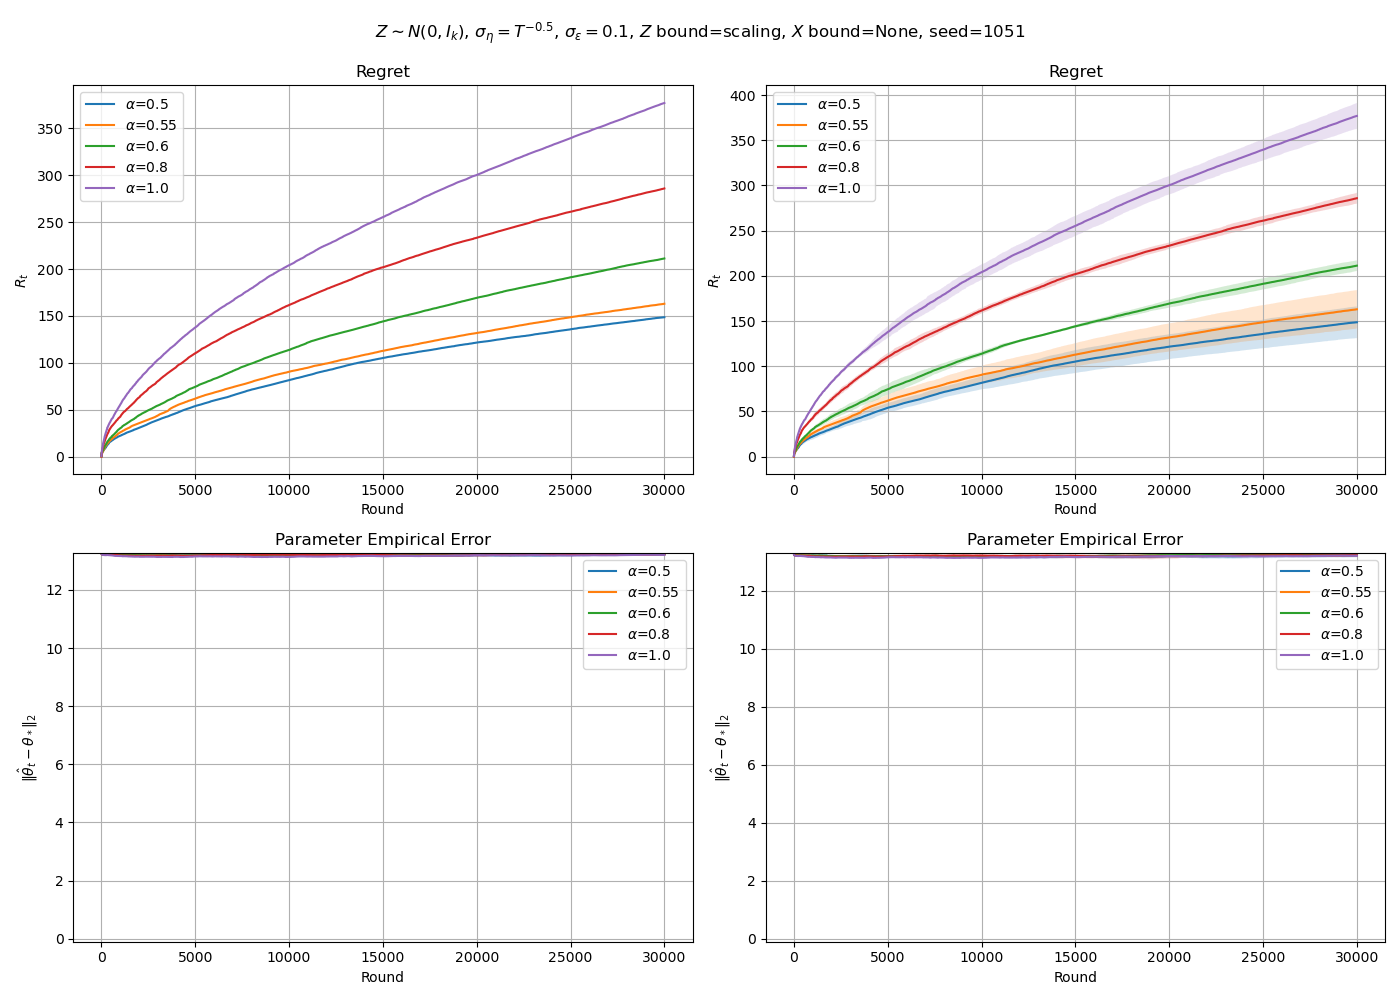 Z ∼ N(0, I_k), σ_η = T^{−0.5}, σ_ε = 0.1, Z bound=scaling, X bound=None, seed=1051
Regret
R_t
350
300
250
200
150
100
50
0
α=0.5
α=0.55
α=0.6
α=0.8
α=1.0
0 5000 10000 15000 20000 25000 30000
Round
Regret
R_t
400
350
300
250
200
150
100
50
0
α=0.5
α=0.55
α=0.6
α=0.8
α=1.0
0 5000 10000 15000 20000 25000 30000
Round
Parameter Empirical Error
‖θ̂_t − θ_*‖_2
12
10
8
6
4
2
0
α=0.5
α=0.55
α=0.6
α=0.8
α=1.0
0 5000 10000 15000 20000 25000 30000
Round
Parameter Empirical Error
‖θ̂_t − θ_*‖_2
12
10
8
6
4
2
0
α=0.5
α=0.55
α=0.6
α=0.8
α=1.0
0 5000 10000 15000 20000 25000 30000
Round